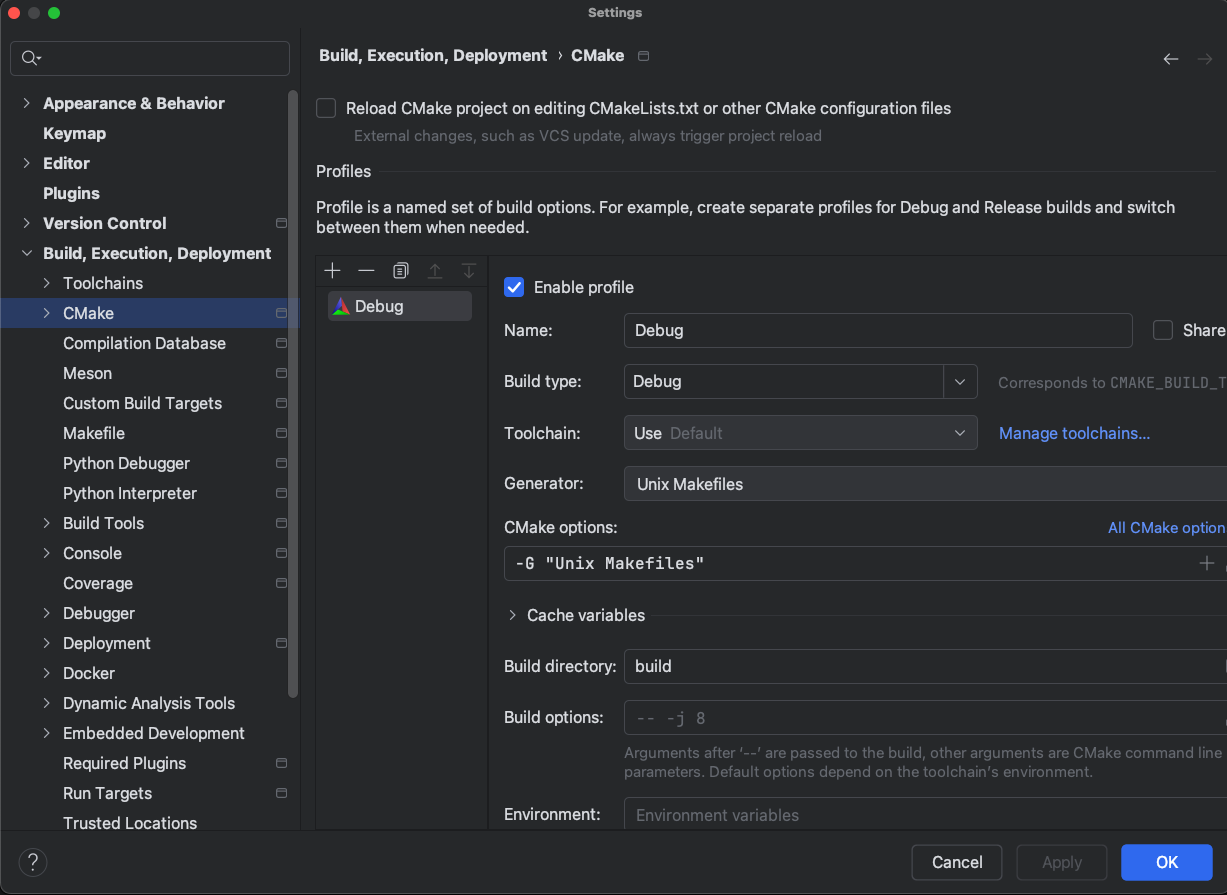 Settings
Build, Execution, Deployment › CMake
Appearance & Behavior
Keymap
Editor
Plugins
Version Control
Build, Execution, Deployment
Toolchains
CMake
Compilation Database
Meson
Custom Build Targets
Makefile
Python Debugger
Python Interpreter
Build Tools
Console
Coverage
Debugger
Deployment
Docker
Dynamic Analysis Tools
Embedded Development
Required Plugins
Run Targets
Trusted Locations
Reload CMake project on editing CMakeLists.txt or other CMake configuration files
External changes, such as VCS update, always trigger project reload
Profiles
Profile is a named set of build options. For example, create separate profiles for Debug and Release builds and switch
between them when needed.
Debug
Enable profile
Name: Debug Share
Build type: Debug Corresponds to CMAKE_BUILD_T
Toolchain: Use Default Manage toolchains...
Generator: Unix Makefiles
CMake options: All CMake option
-G "Unix Makefiles"
Cache variables
Build directory: build
Build options: -- -j 8
Arguments after ‘--’ are passed to the build, other arguments are CMake command line
parameters. Default options depend on the toolchain's environment.
Environment: Environment variables
? Cancel Apply OK